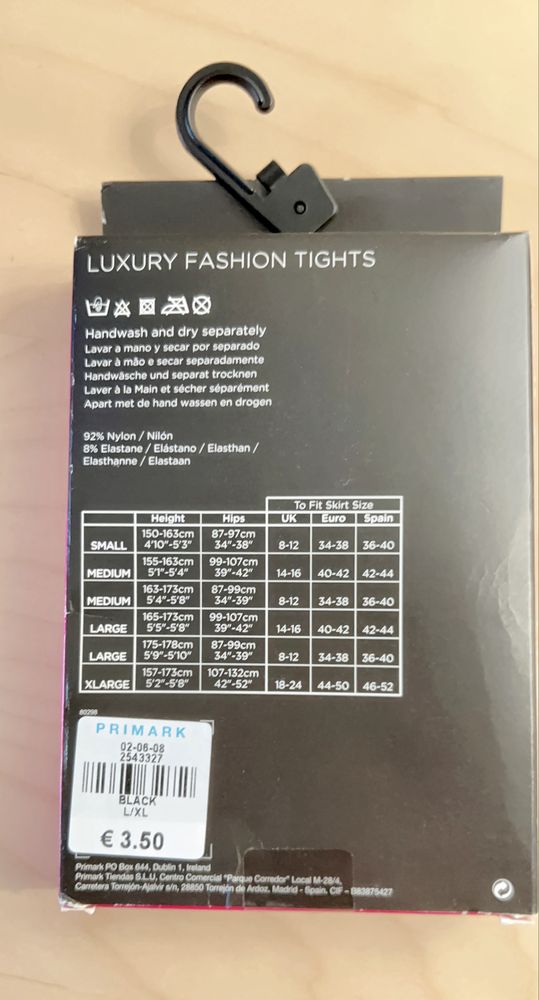 LUXURY FASHION TIGHTS
Handwash and dry separately
Lavar a mano y secar por separado
Lavar à mão e secar separadamente
Handwäsche und separat trocknen
Laver à la Main et sécher séparément
Apart met de hand wassen en drogen
92% Nylon / Nilón
8% Elastane / Elástano / Elasthan /
Elasthanne / Elastaan
To Fit Skirt Size
Height Hips UK Euro Spain
SMALL 150-163cm 4'10"-5'3" 87-97cm 34"-38" 8-12 34-38 36-40
MEDIUM 155-163cm 5'1"-5'4" 99-107cm 39"-42" 14-16 40-42 42-44
MEDIUM 163-173cm 5'4"-5'8" 87-99cm 34"-39" 8-12 34-38 36-40
LARGE 165-173cm 5'5"-5'8" 99-107cm 39"-42" 14-16 40-42 42-44
LARGE 175-178cm 5'9"-5'10" 87-99cm 34"-39" 8-12 34-38 36-40
XLARGE 157-173cm 5'2"-5'8" 107-132cm 42"-52" 18-24 44-50 46-52
60298
PRIMARK
02-06-08
2543327
BLACK
L/XL
€ 3.50
Primark PO Box 644, Dublin 1, Ireland
Primark Tiendas S.L.U, Centro Comercial "Parque Corredor" Local M-28/4,
Carretera Torrejón-Ajalvir s/n, 28850 Torrejón de Ardoz, Madrid - Spain. CIF - B83875427